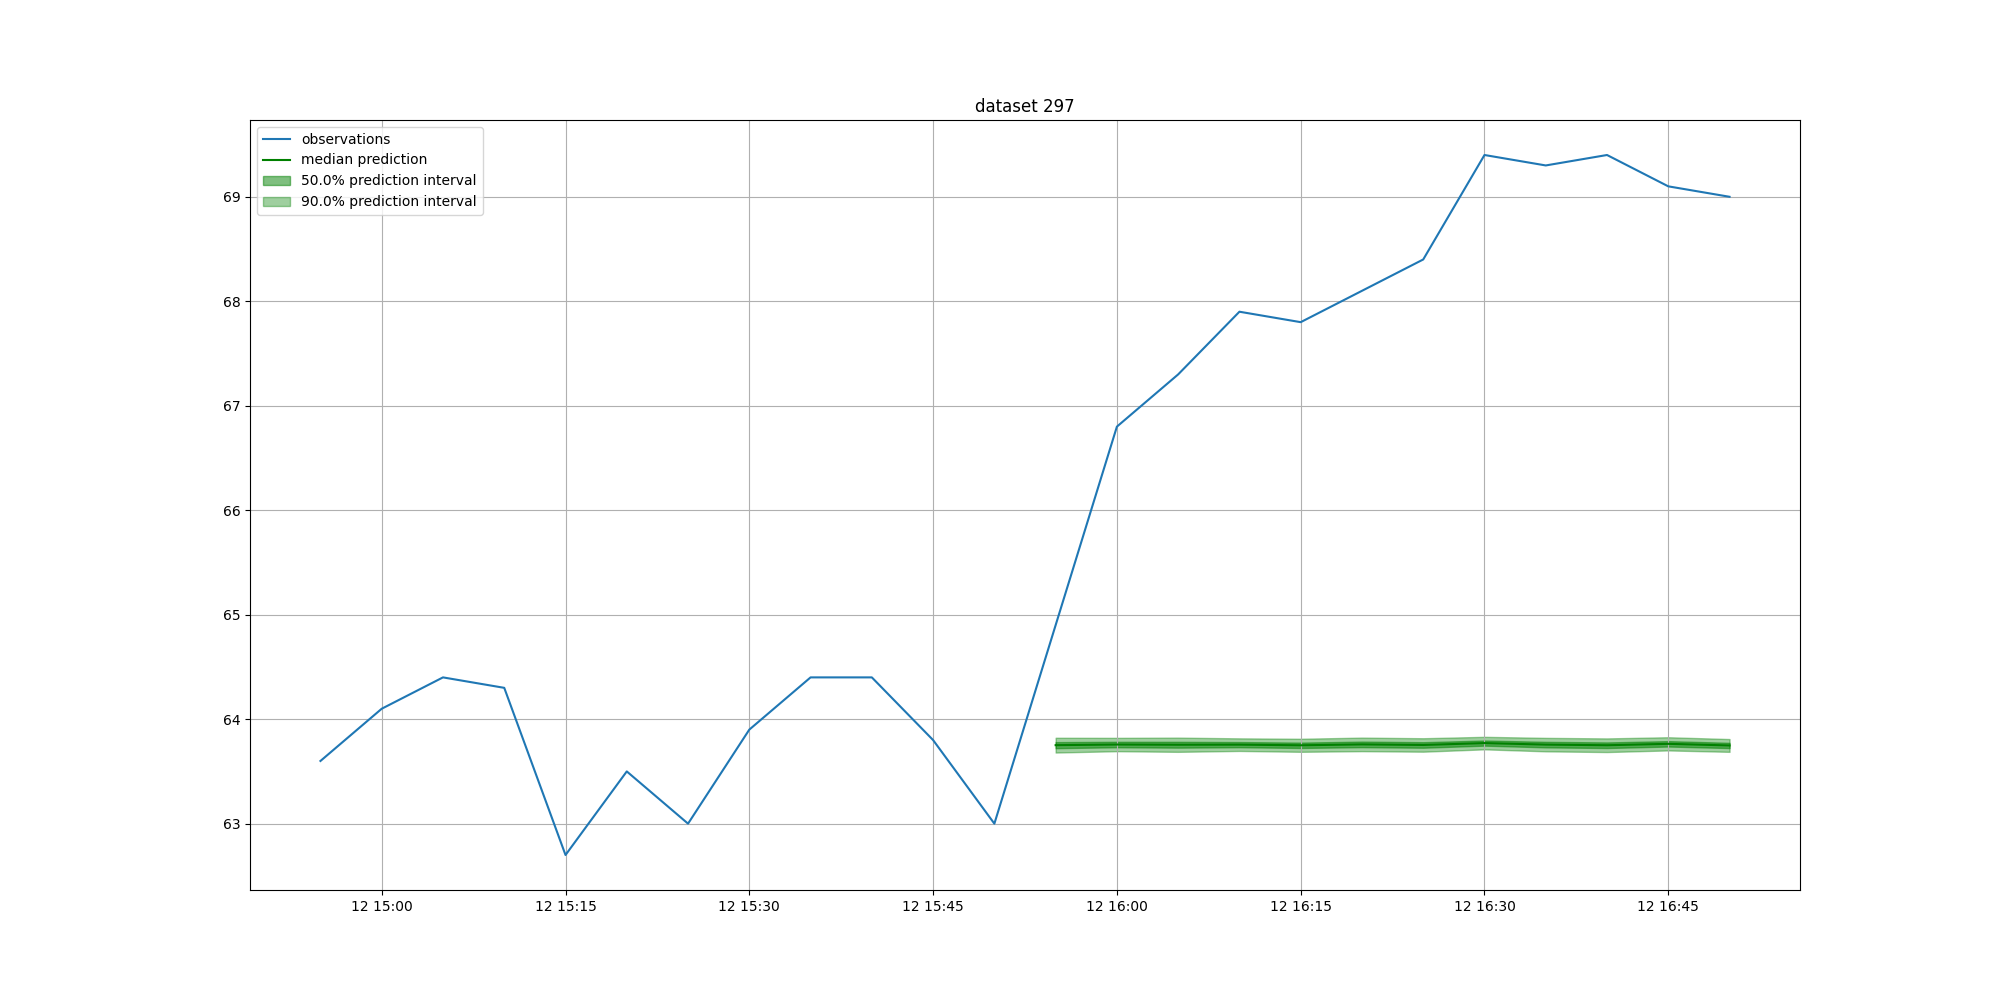 dataset 297
observations
median prediction
50.0% prediction interval
90.0% prediction interval
69
68
67
66
65
64
63
12 15:00 12 15:15 12 15:30 12 15:45 12 16:00 12 16:15 12 16:30 12 16:45